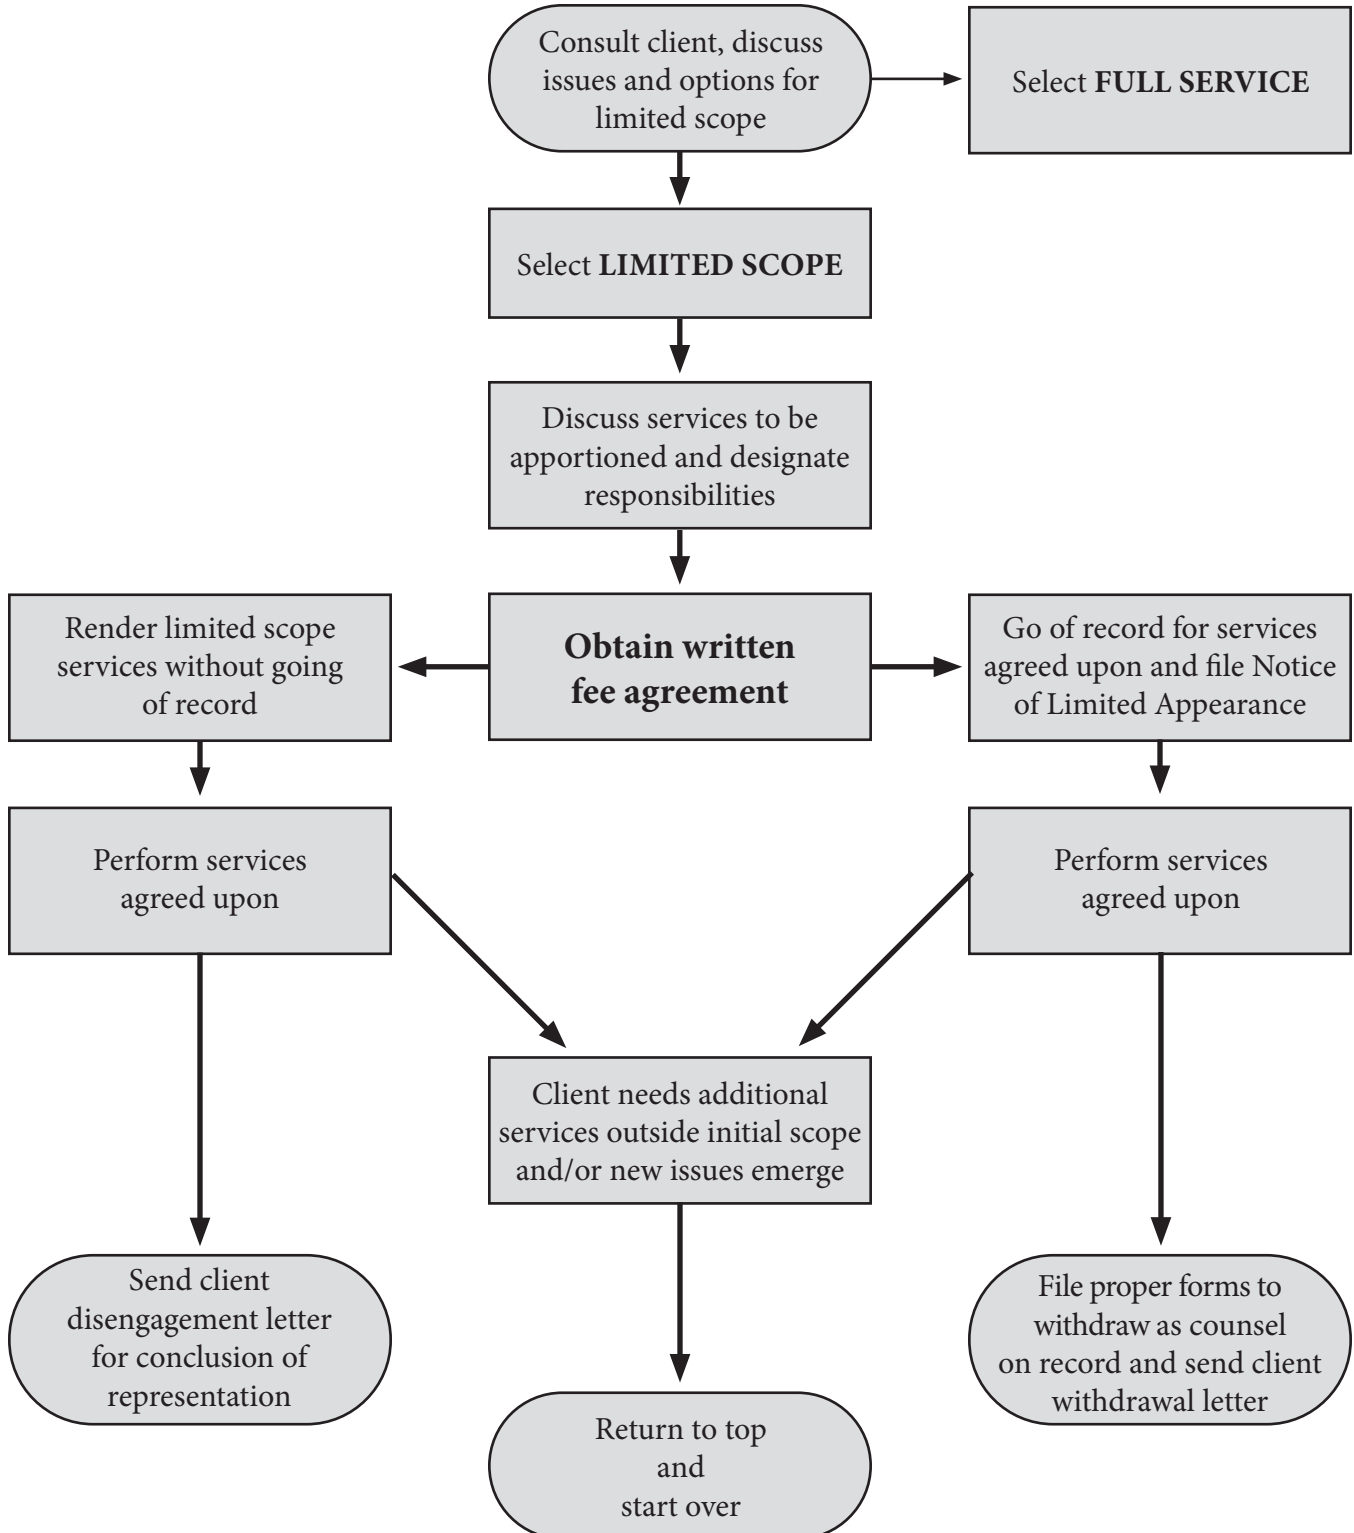 Consult client, discuss
issues and options for
limited scope
Select FULL SERVICE
Select LIMITED SCOPE
Discuss services to be
apportioned and designate
responsibilities
Render limited scope
services without going
of record
Obtain written
fee agreement
Go of record for services
agreed upon and file Notice
of Limited Appearance
Perform services
agreed upon
Perform services
agreed upon
Client needs additional
services outside initial scope
and/or new issues emerge
Send client
disengagement letter
for conclusion of
representation
File proper forms to
withdraw as counsel
on record and send client
withdrawal letter
Return to top
and
start over